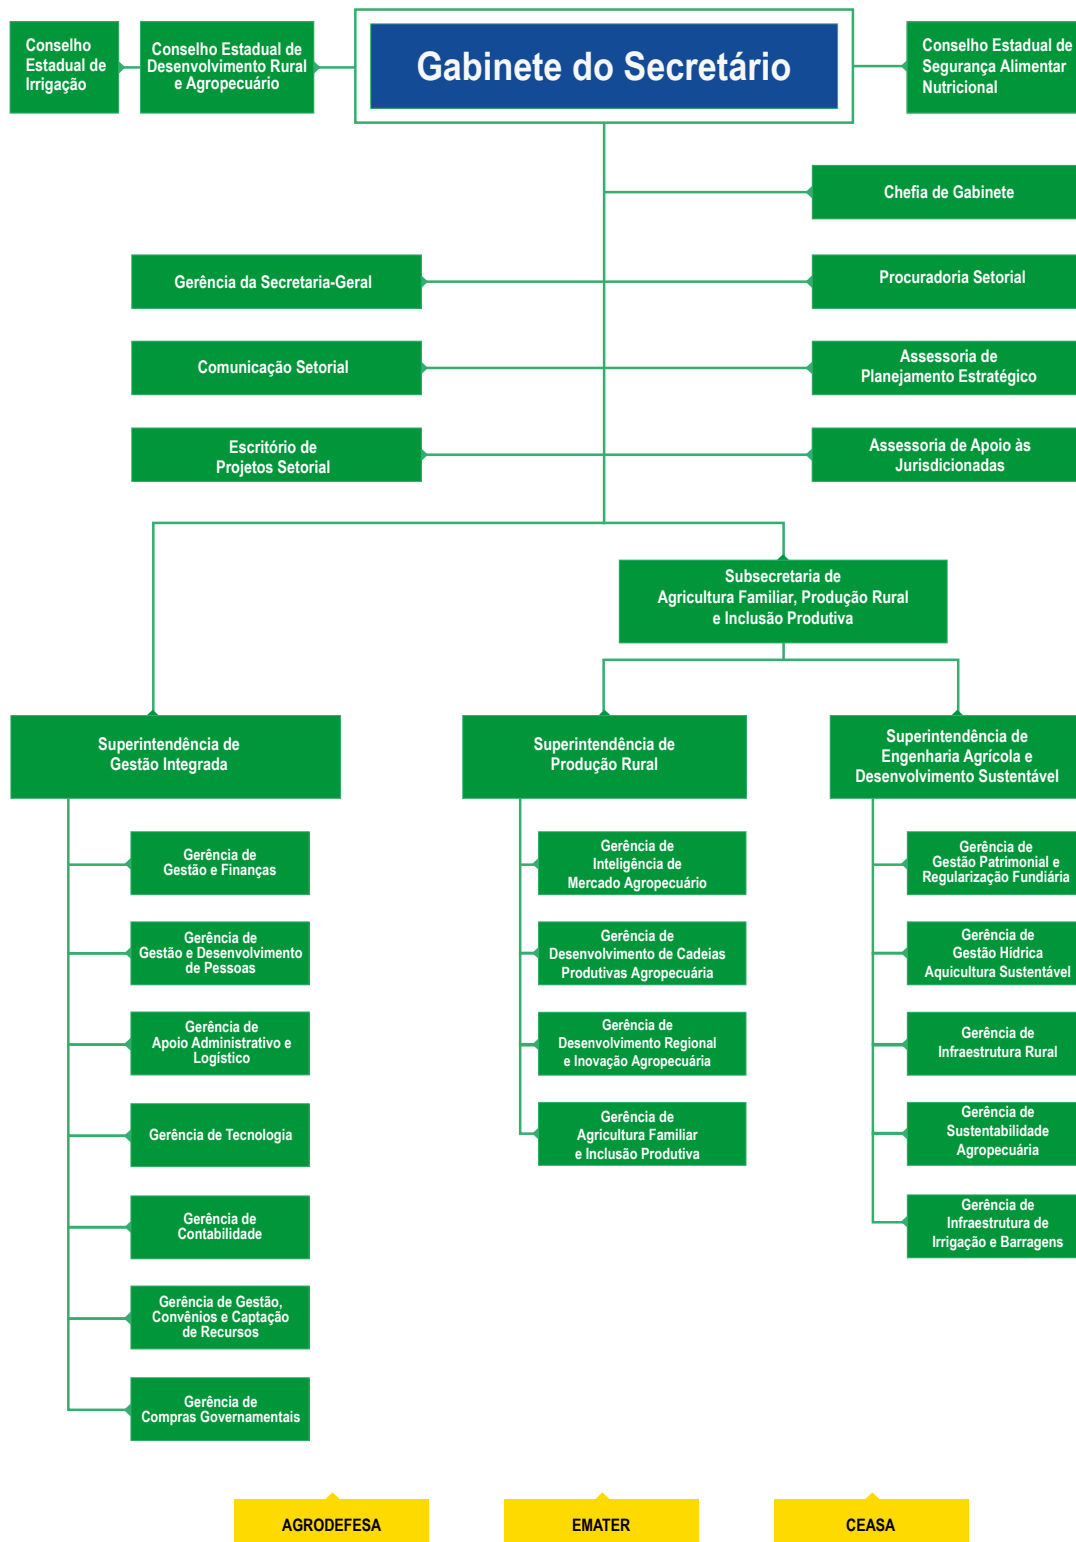 Conselho
Estadual de
Irrigação
Conselho Estadual de
Desenvolvimento Rural
e Agropecuário
Gabinete do Secretário
Conselho Estadual de
Segurança Alimentar
Nutricional
Chefia de Gabinete
Gerência da Secretaria-Geral
Procuradoria Setorial
Comunicação Setorial
Assessoria de
Planejamento Estratégico
Escritório de
Projetos Setorial
Assessoria de Apoio às
Jurisdicionadas
Subsecretaria de
Agricultura Familiar, Produção Rural
e Inclusão Produtiva
Superintendência de
Gestão Integrada
Gerência de
Gestão e Finanças
Gerência de
Gestão e Desenvolvimento
de Pessoas
Gerência de
Apoio Administrativo e
Logístico
Gerência de Tecnologia
Gerência de
Contabilidade
Gerência de Gestão,
Convênios e Captação
de Recursos
Gerência de
Compras Governamentais
Superintendência de
Produção Rural
Gerência de
Inteligência de
Mercado Agropecuário
Gerência de
Desenvolvimento de Cadeias
Produtivas Agropecuária
Gerência de
Desenvolvimento Regional
e Inovação Agropecuária
Gerência de
Agricultura Familiar
e Inclusão Produtiva
Superintendência de
Engenharia Agrícola e
Desenvolvimento Sustentável
Gerência de
Gestão Patrimonial e
Regularização Fundiária
Gerência de
Gestão Hídrica
Aquicultura Sustentável
Gerência de
Infraestrutura Rural
Gerência de
Sustentabilidade
Agropecuária
Gerência de
Infraestrutura de
Irrigação e Barragens
AGRODEFESA
EMATER
CEASA